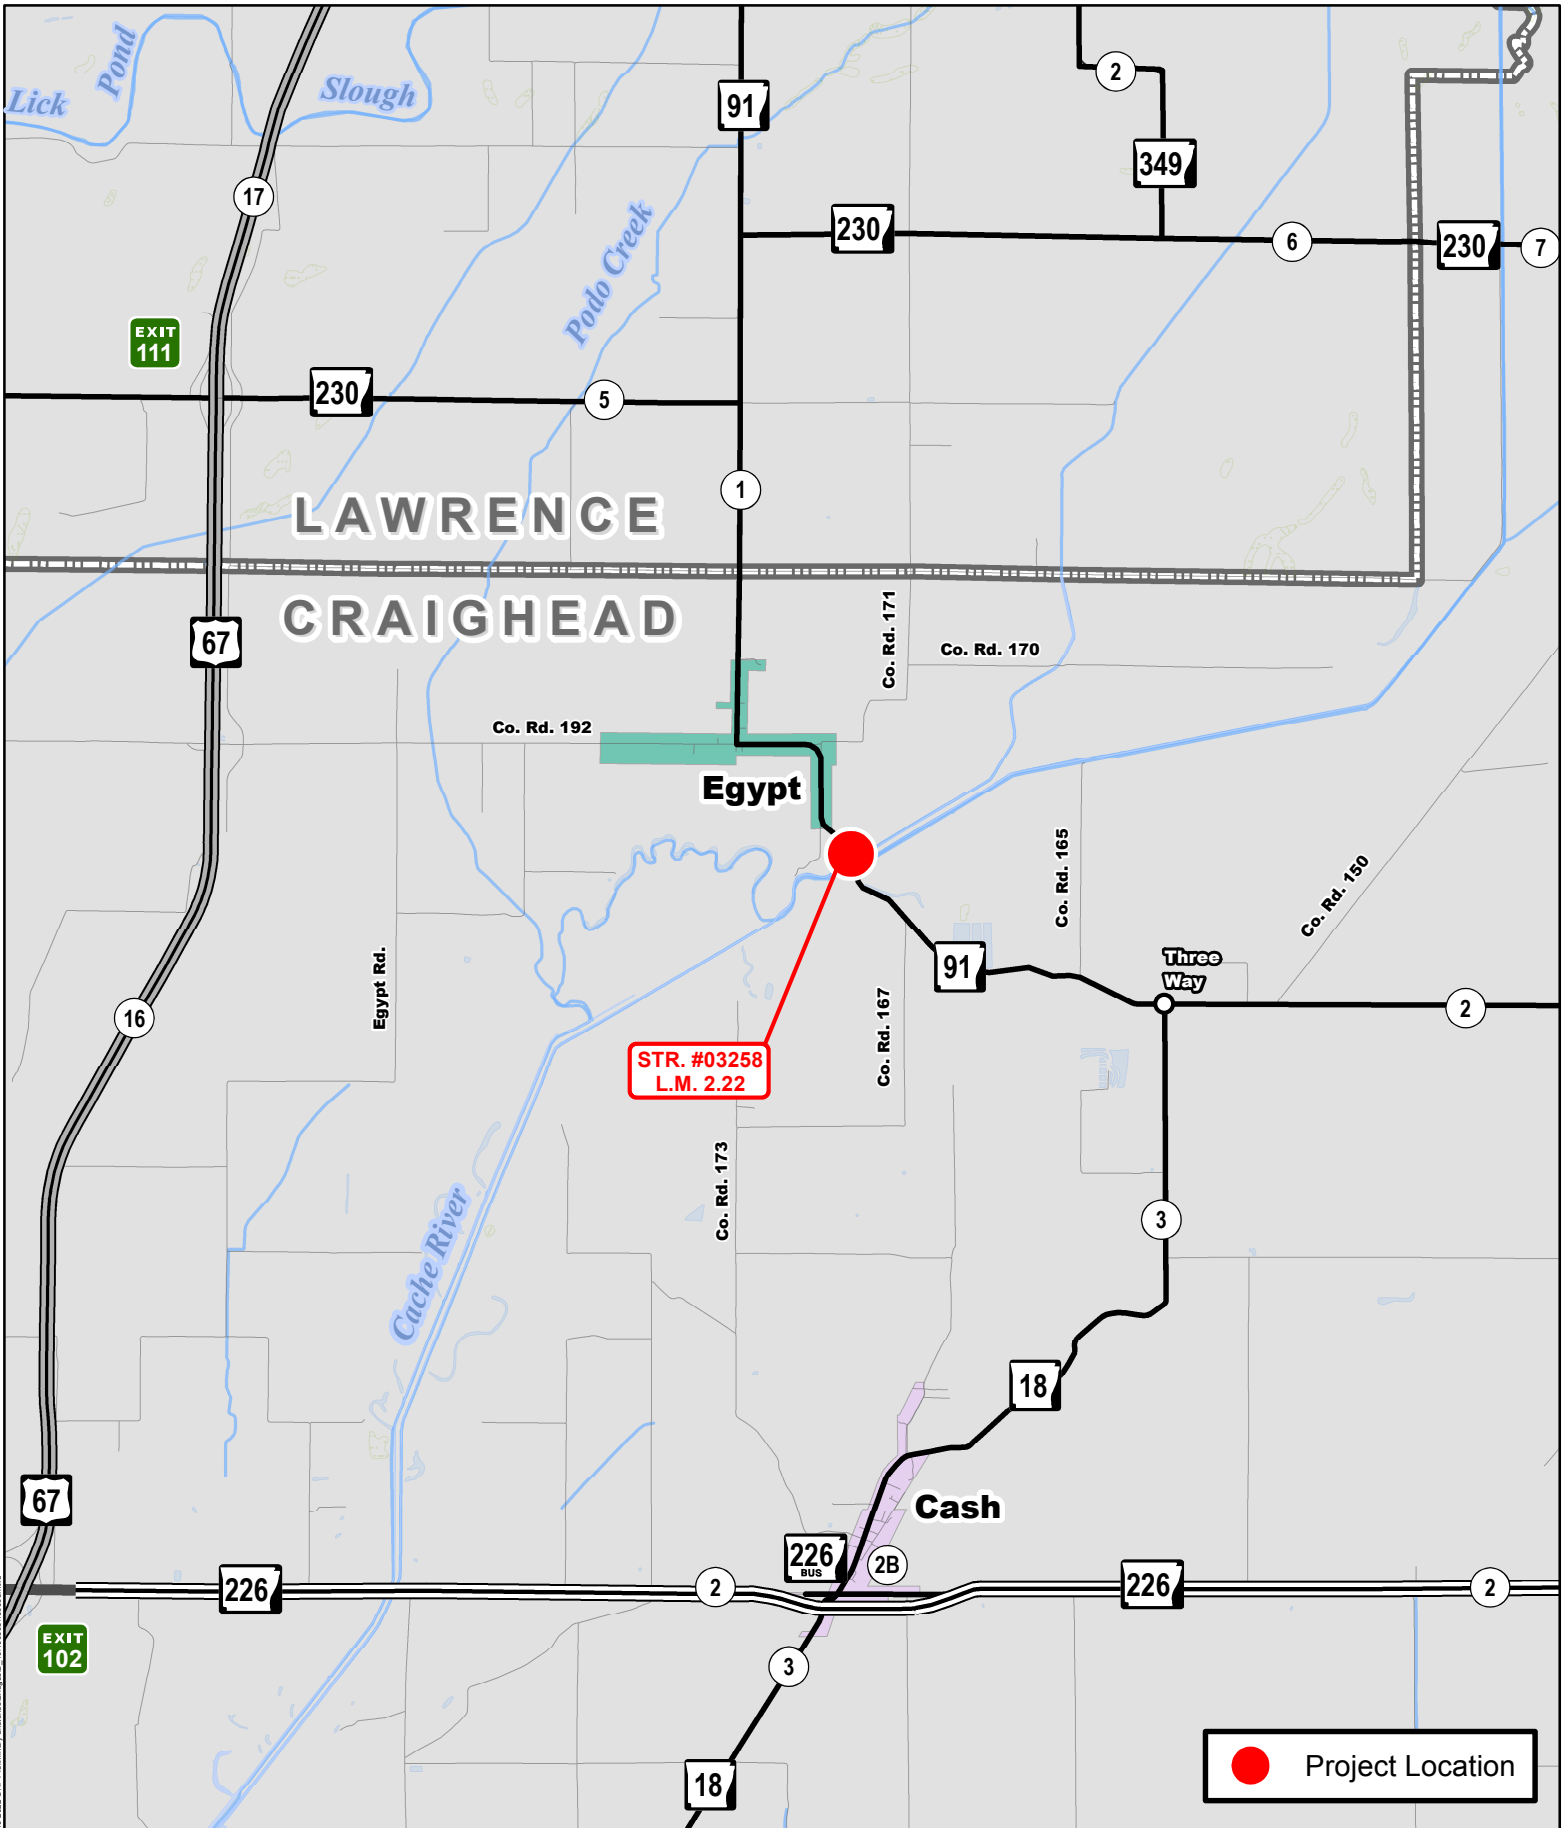 Lick
Pond
Slough
91
2
349
17
230
6
230
7
Podo Creek
EXIT
111
230
5
1
LAWRENCE
CRAIGHEAD
67
Co. Rd. 171
Co. Rd. 170
Co. Rd. 192
Egypt
Co. Rd. 165
Co. Rd. 150
91
Three
Way
2
Egypt Rd.
16
Co. Rd. 167
STR. #03258
L.M. 2.22
Co. Rd. 173
3
Cache River
18
67
Cash
226
BUS
2B
226
2
226
2
EXIT
102
3
18
Project Location